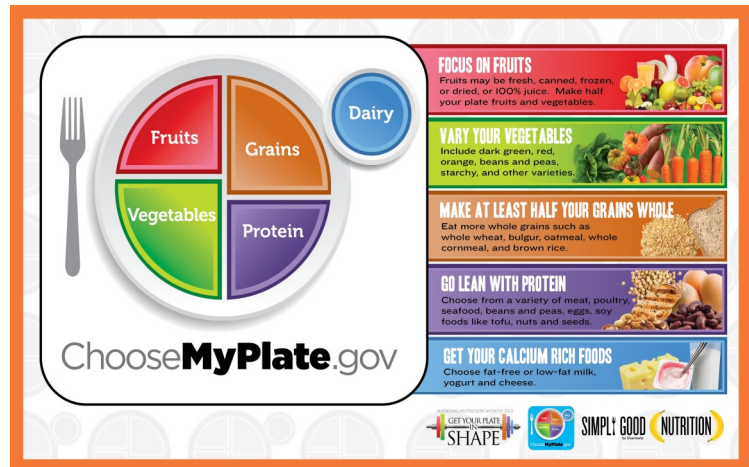 Fruits
Grains
Dairy
Vegetables
Protein
ChooseMyPlate.gov
FOCUS ON FRUITS
Fruits may be fresh, canned, frozen,
or dried, or 100% juice. Make half
your plate fruits and vegetables.
VARY YOUR VEGETABLES
Include dark green, red,
orange, beans and peas,
starchy, and other varieties.
MAKE AT LEAST HALF YOUR GRAINS WHOLE
Eat more whole grains such as
whole wheat, bulgur, oatmeal, whole
cornmeal, and brown rice.
GO LEAN WITH PROTEIN
Choose from a variety of meat, poultry,
seafood, beans and peas, eggs, soy
foods like tofu, nuts and seeds.
GET YOUR CALCIUM RICH FOODS
Choose fat-free or low-fat milk,
yogurt and cheese.
GET YOUR PLATE
IN
SHAPE
ChooseMyPlate.gov
SIMPLY GOOD NUTRITION
by Chartwells